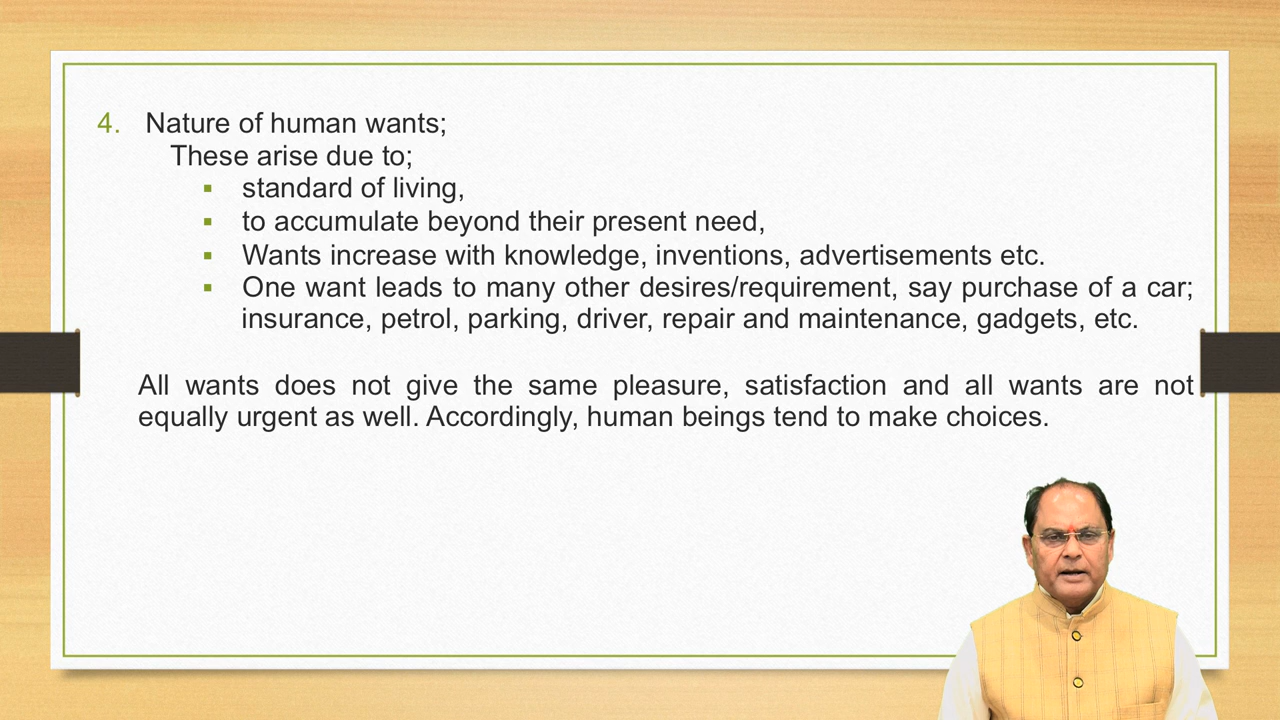 4. Nature of human wants;
These arise due to;
▪ standard of living,
▪ to accumulate beyond their present need,
▪ Wants increase with knowledge, inventions, advertisements etc.
▪ One want leads to many other desires/requirement, say purchase of a car;
insurance, petrol, parking, driver, repair and maintenance, gadgets, etc.
All wants does not give the same pleasure, satisfaction and all wants are not
equally urgent as well. Accordingly, human beings tend to make choices.